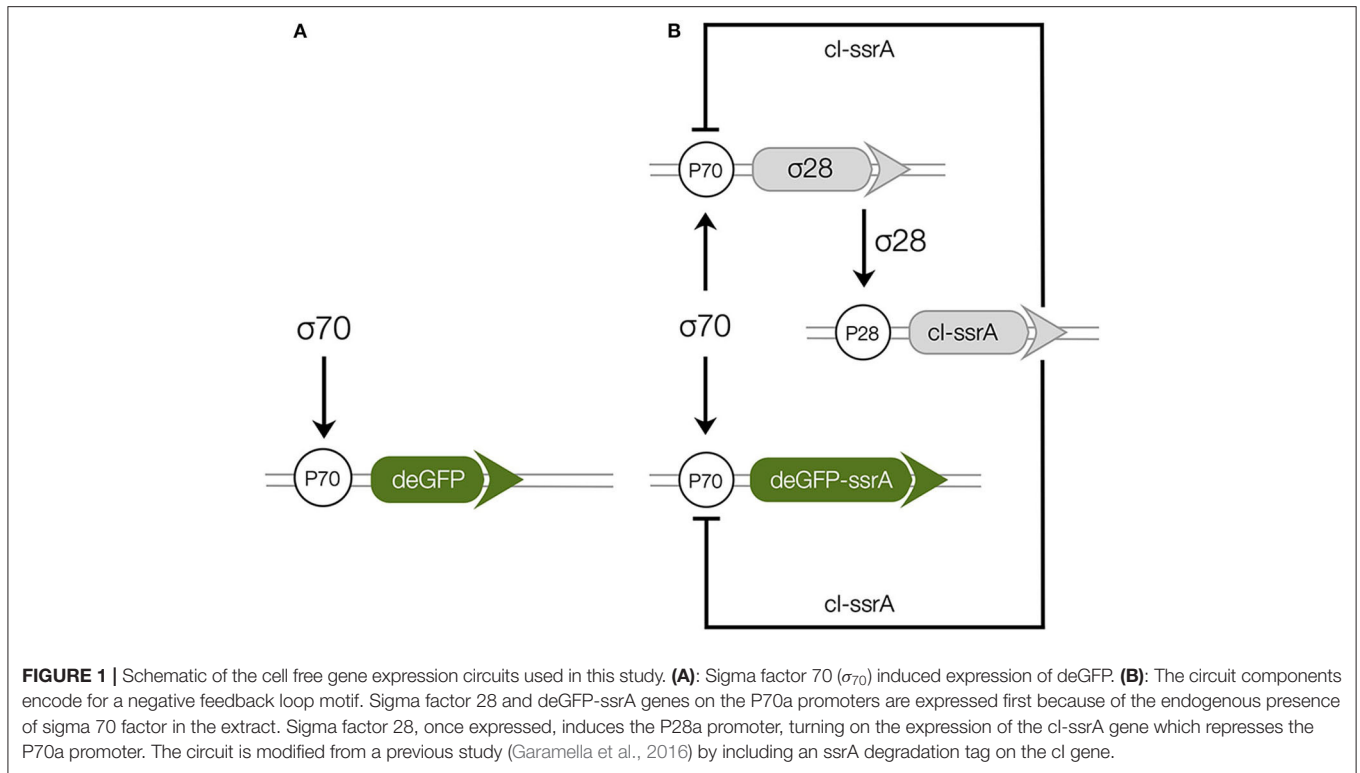 A
B
cI-ssrA
P70
σ28
σ28
σ70
σ70
P28
cI-ssrA
P70
deGFP
P70
deGFP-ssrA
cI-ssrA
FIGURE 1 | Schematic of the cell free gene expression circuits used in this study. (A): Sigma factor 70 (σ70) induced expression of deGFP. (B): The circuit components
encode for a negative feedback loop motif. Sigma factor 28 and deGFP-ssrA genes on the P70a promoters are expressed first because of the endogenous presence
of sigma 70 factor in the extract. Sigma factor 28, once expressed, induces the P28a promoter, turning on the expression of the cI-ssrA gene which represses the
P70a promoter. The circuit is modified from a previous study (Garamella et al., 2016) by including an ssrA degradation tag on the cI gene.